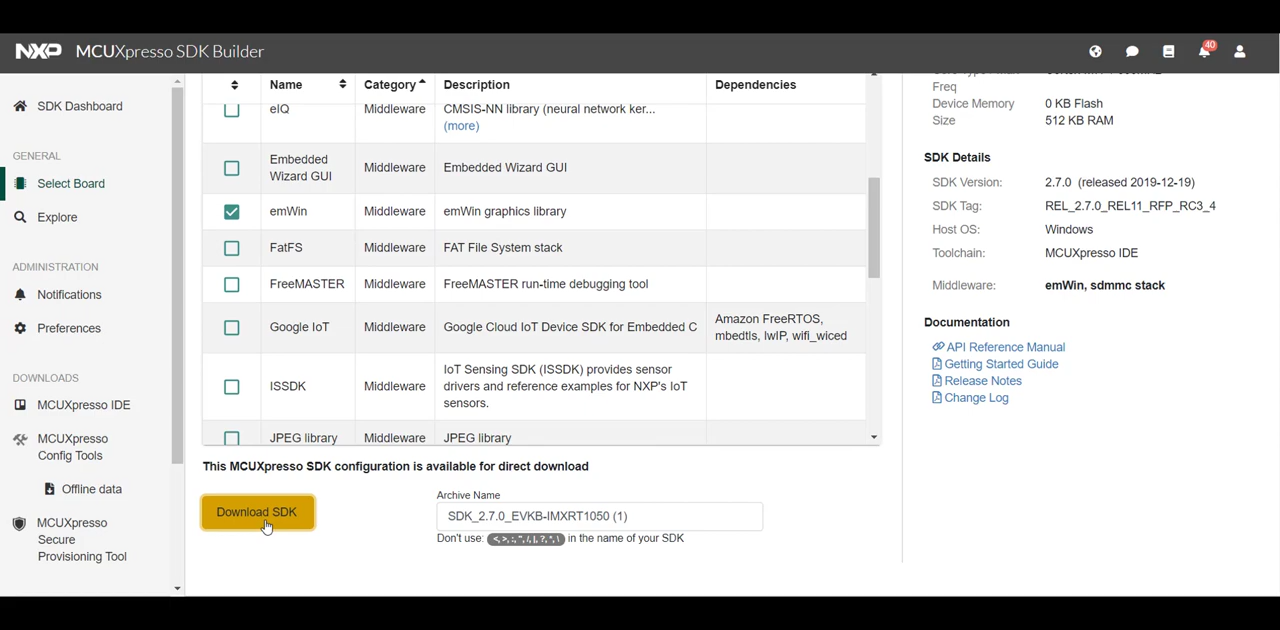 NXP MCUXpresso SDK Builder
40
SDK Dashboard
GENERAL
Select Board
Explore
ADMINISTRATION
Notifications
Preferences
DOWNLOADS
MCUXpresso IDE
MCUXpresso
Config Tools
Offline data
MCUXpresso
Secure
Provisioning Tool
Name Category Description Dependencies
eIQ Middleware CMSIS-NN library (neural network ker...
(more)
Embedded
Wizard GUI Middleware Embedded Wizard GUI
emWin Middleware emWin graphics library
FatFS Middleware FAT File System stack
FreeMASTER Middleware FreeMASTER run-time debugging tool
Google IoT Middleware Google Cloud IoT Device SDK for Embedded C Amazon FreeRTOS,
mbedtls, lwIP, wifi_wiced
ISSDK Middleware IoT Sensing SDK (ISSDK) provides sensor
drivers and reference examples for NXP's IoT
sensors.
JPEG library Middleware JPEG library
This MCUXpresso SDK configuration is available for direct download
Download SDK
Archive Name
SDK_2.7.0_EVKB-IMXRT1050 (1)
Don't use: in the name of your SDK
Freq
Device Memory 0 KB Flash
Size 512 KB RAM
SDK Details
SDK Version: 2.7.0 (released 2019-12-19)
SDK Tag: REL_2.7.0_REL11_RFP_RC3_4
Host OS: Windows
Toolchain: MCUXpresso IDE
Middleware: emWin, sdmmc stack
Documentation
API Reference Manual
Getting Started Guide
Release Notes
Change Log